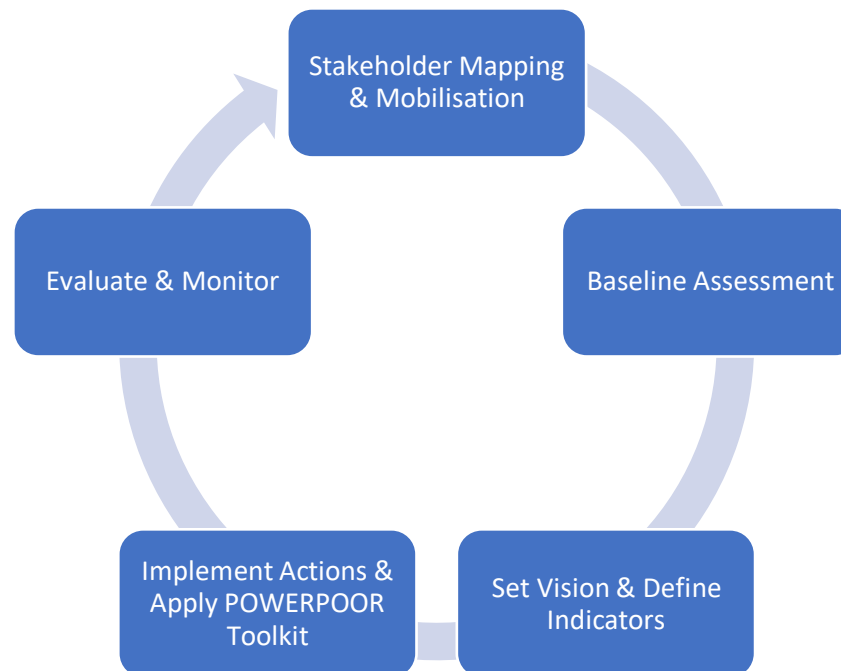 Stakeholder Mapping
& Mobilisation
Baseline Assessment
Set Vision & Define
Indicators
Implement Actions &
Apply POWERPOOR
Toolkit
Evaluate & Monitor